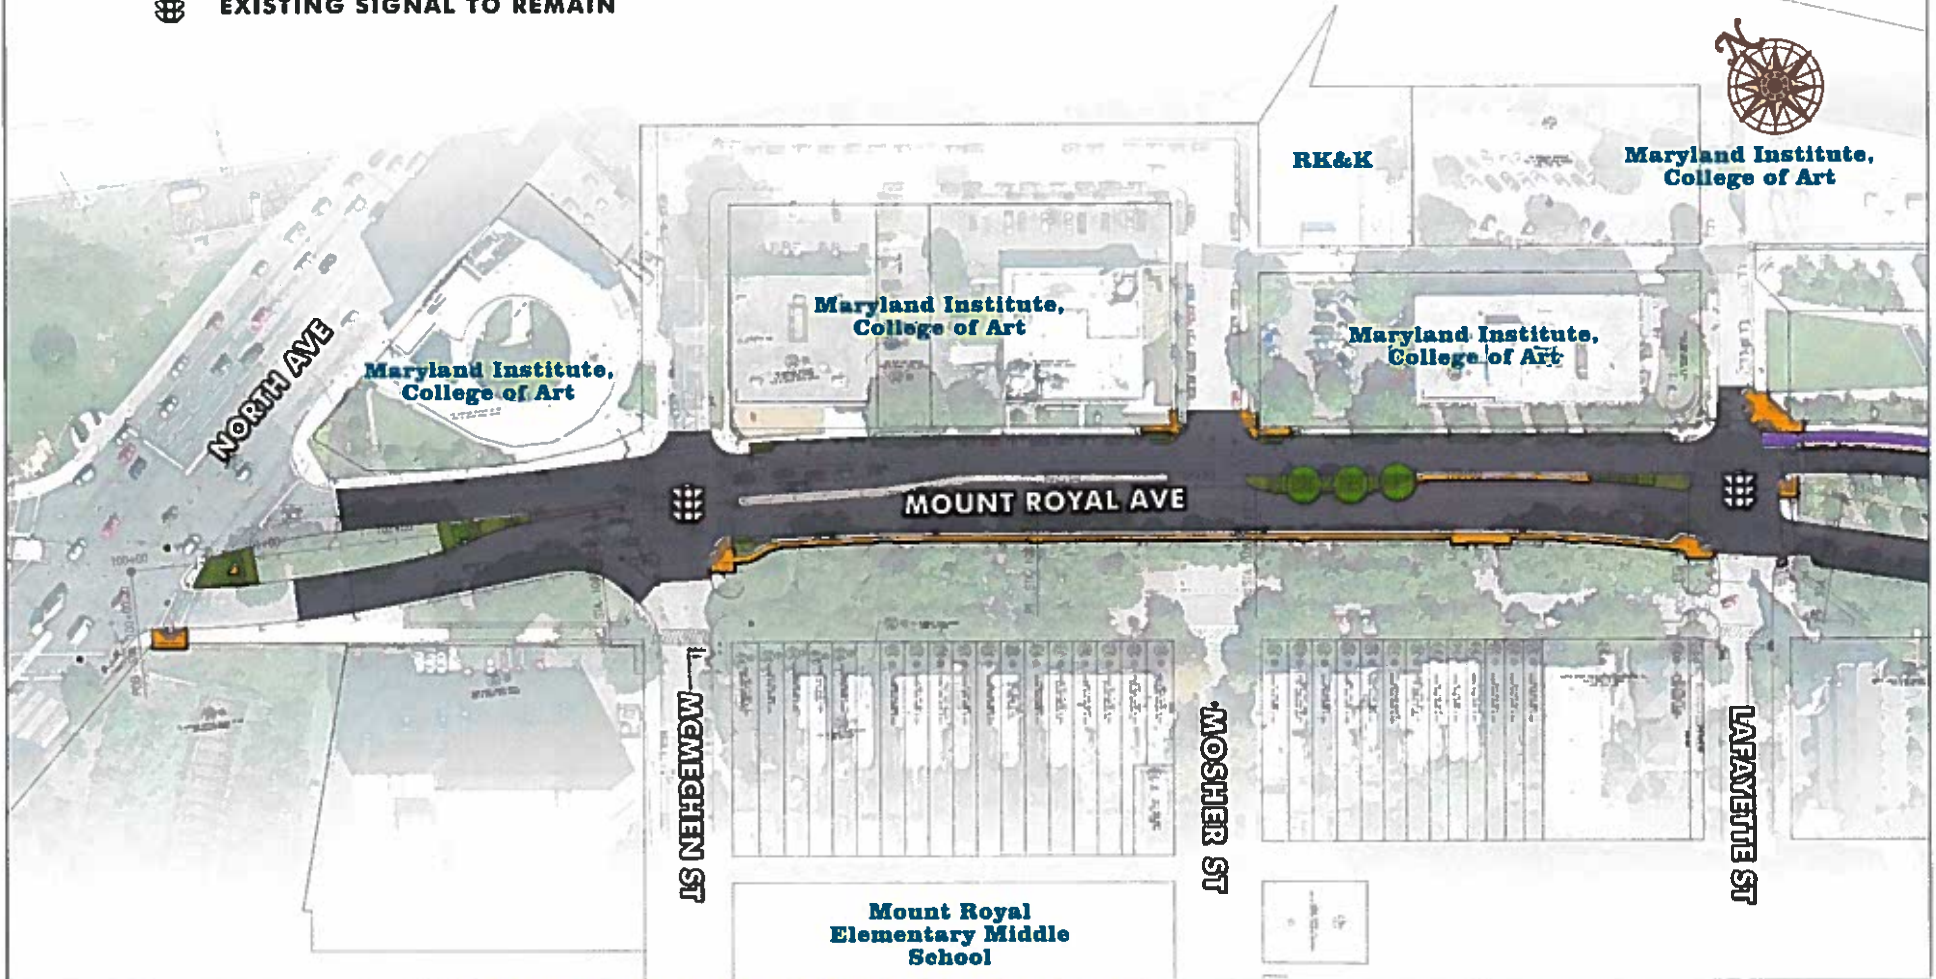 EXISTING SIGNAL TO REMAIN
N
RK&K
Maryland Institute,
College of Art
Maryland Institute,
College of Art
Maryland Institute,
College of Art
Maryland Institute,
College of Art
NORTH AVE
MOUNT ROYAL AVE
100+00
MCMECHEN ST
MOSHER ST
LAFAYETTE ST
Mount Royal
Elementary Middle
School